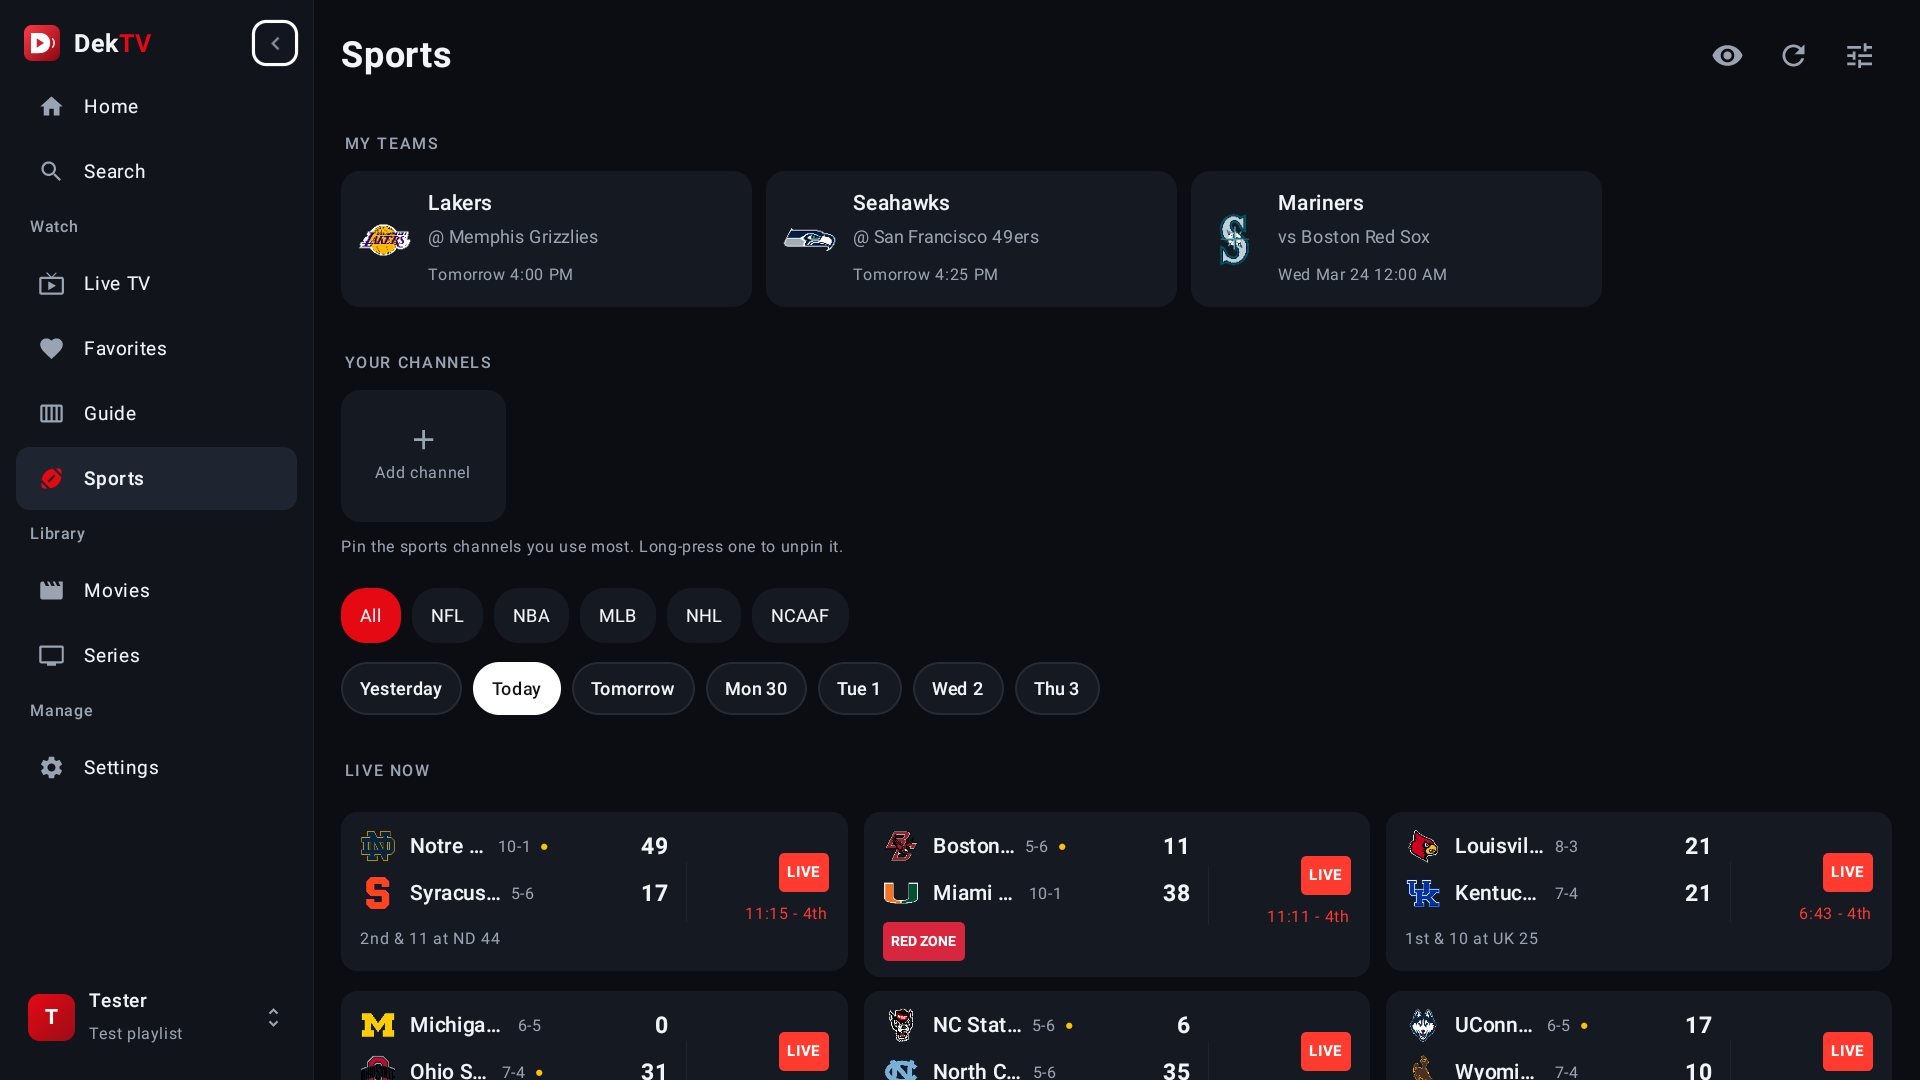 DekTV
Home
Search
Watch
Live TV
Favorites
Guide
Sports
Library
Movies
Series
Manage
Settings
T
Tester
Test playlist
Sports
MY TEAMS
Lakers
@ Memphis Grizzlies
Tomorrow 4:00 PM
Seahawks
@ San Francisco 49ers
Tomorrow 4:25 PM
Mariners
vs Boston Red Sox
Wed Mar 24 12:00 AM
YOUR CHANNELS
Add channel
Pin the sports channels you use most. Long-press one to unpin it.
All NFL NBA MLB NHL NCAAF
Yesterday Today Tomorrow Mon 30 Tue 1 Wed 2 Thu 3
LIVE NOW
Notre ... 10-1 49
Syracus... 5-6 17
2nd & 11 at ND 44
LIVE
11:15 - 4th
Boston... 5-6 11
Miami ... 10-1 38
RED ZONE
LIVE
11:11 - 4th
Louisvil... 8-3 21
Kentuc... 7-4 21
1st & 10 at UK 25
LIVE
6:43 - 4th
Michiga... 6-5 0
Ohio S... 7-4 31
LIVE
NC Stat... 5-6 6
North C... 5-6 35
LIVE
UConn... 6-5 17
Wyomi... 7-4 10
LIVE